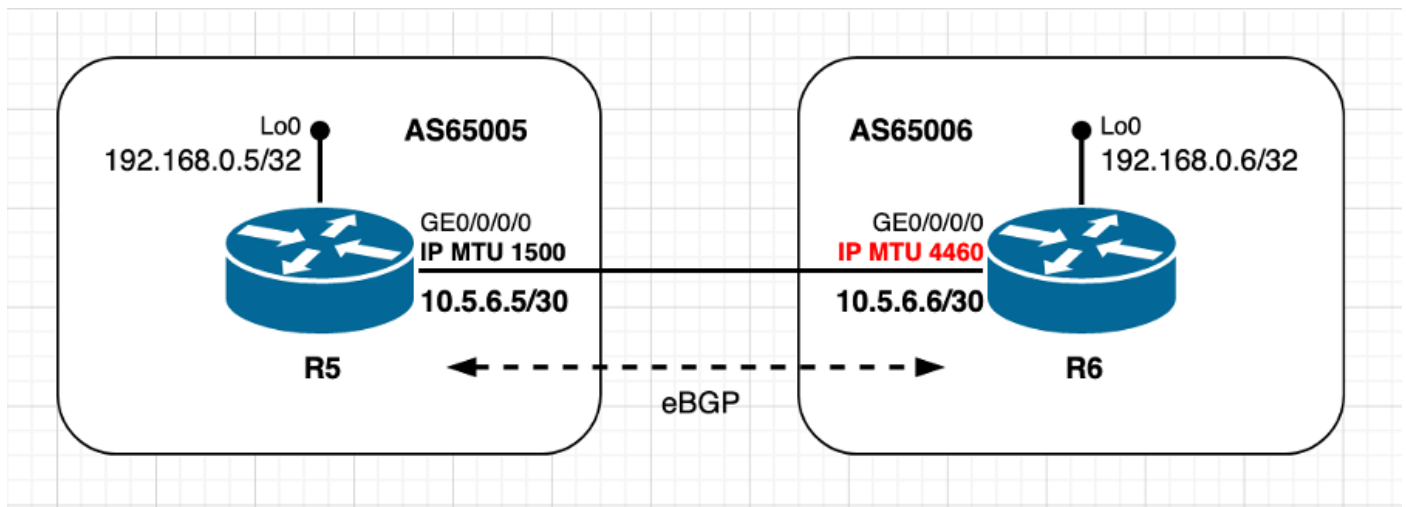 Lo0
192.168.0.5/32
AS65005
GE0/0/0/0
IP MTU 1500
10.5.6.5/30
R5
AS65006
Lo0
192.168.0.6/32
GE0/0/0/0
IP MTU 4460
10.5.6.6/30
R6
eBGP